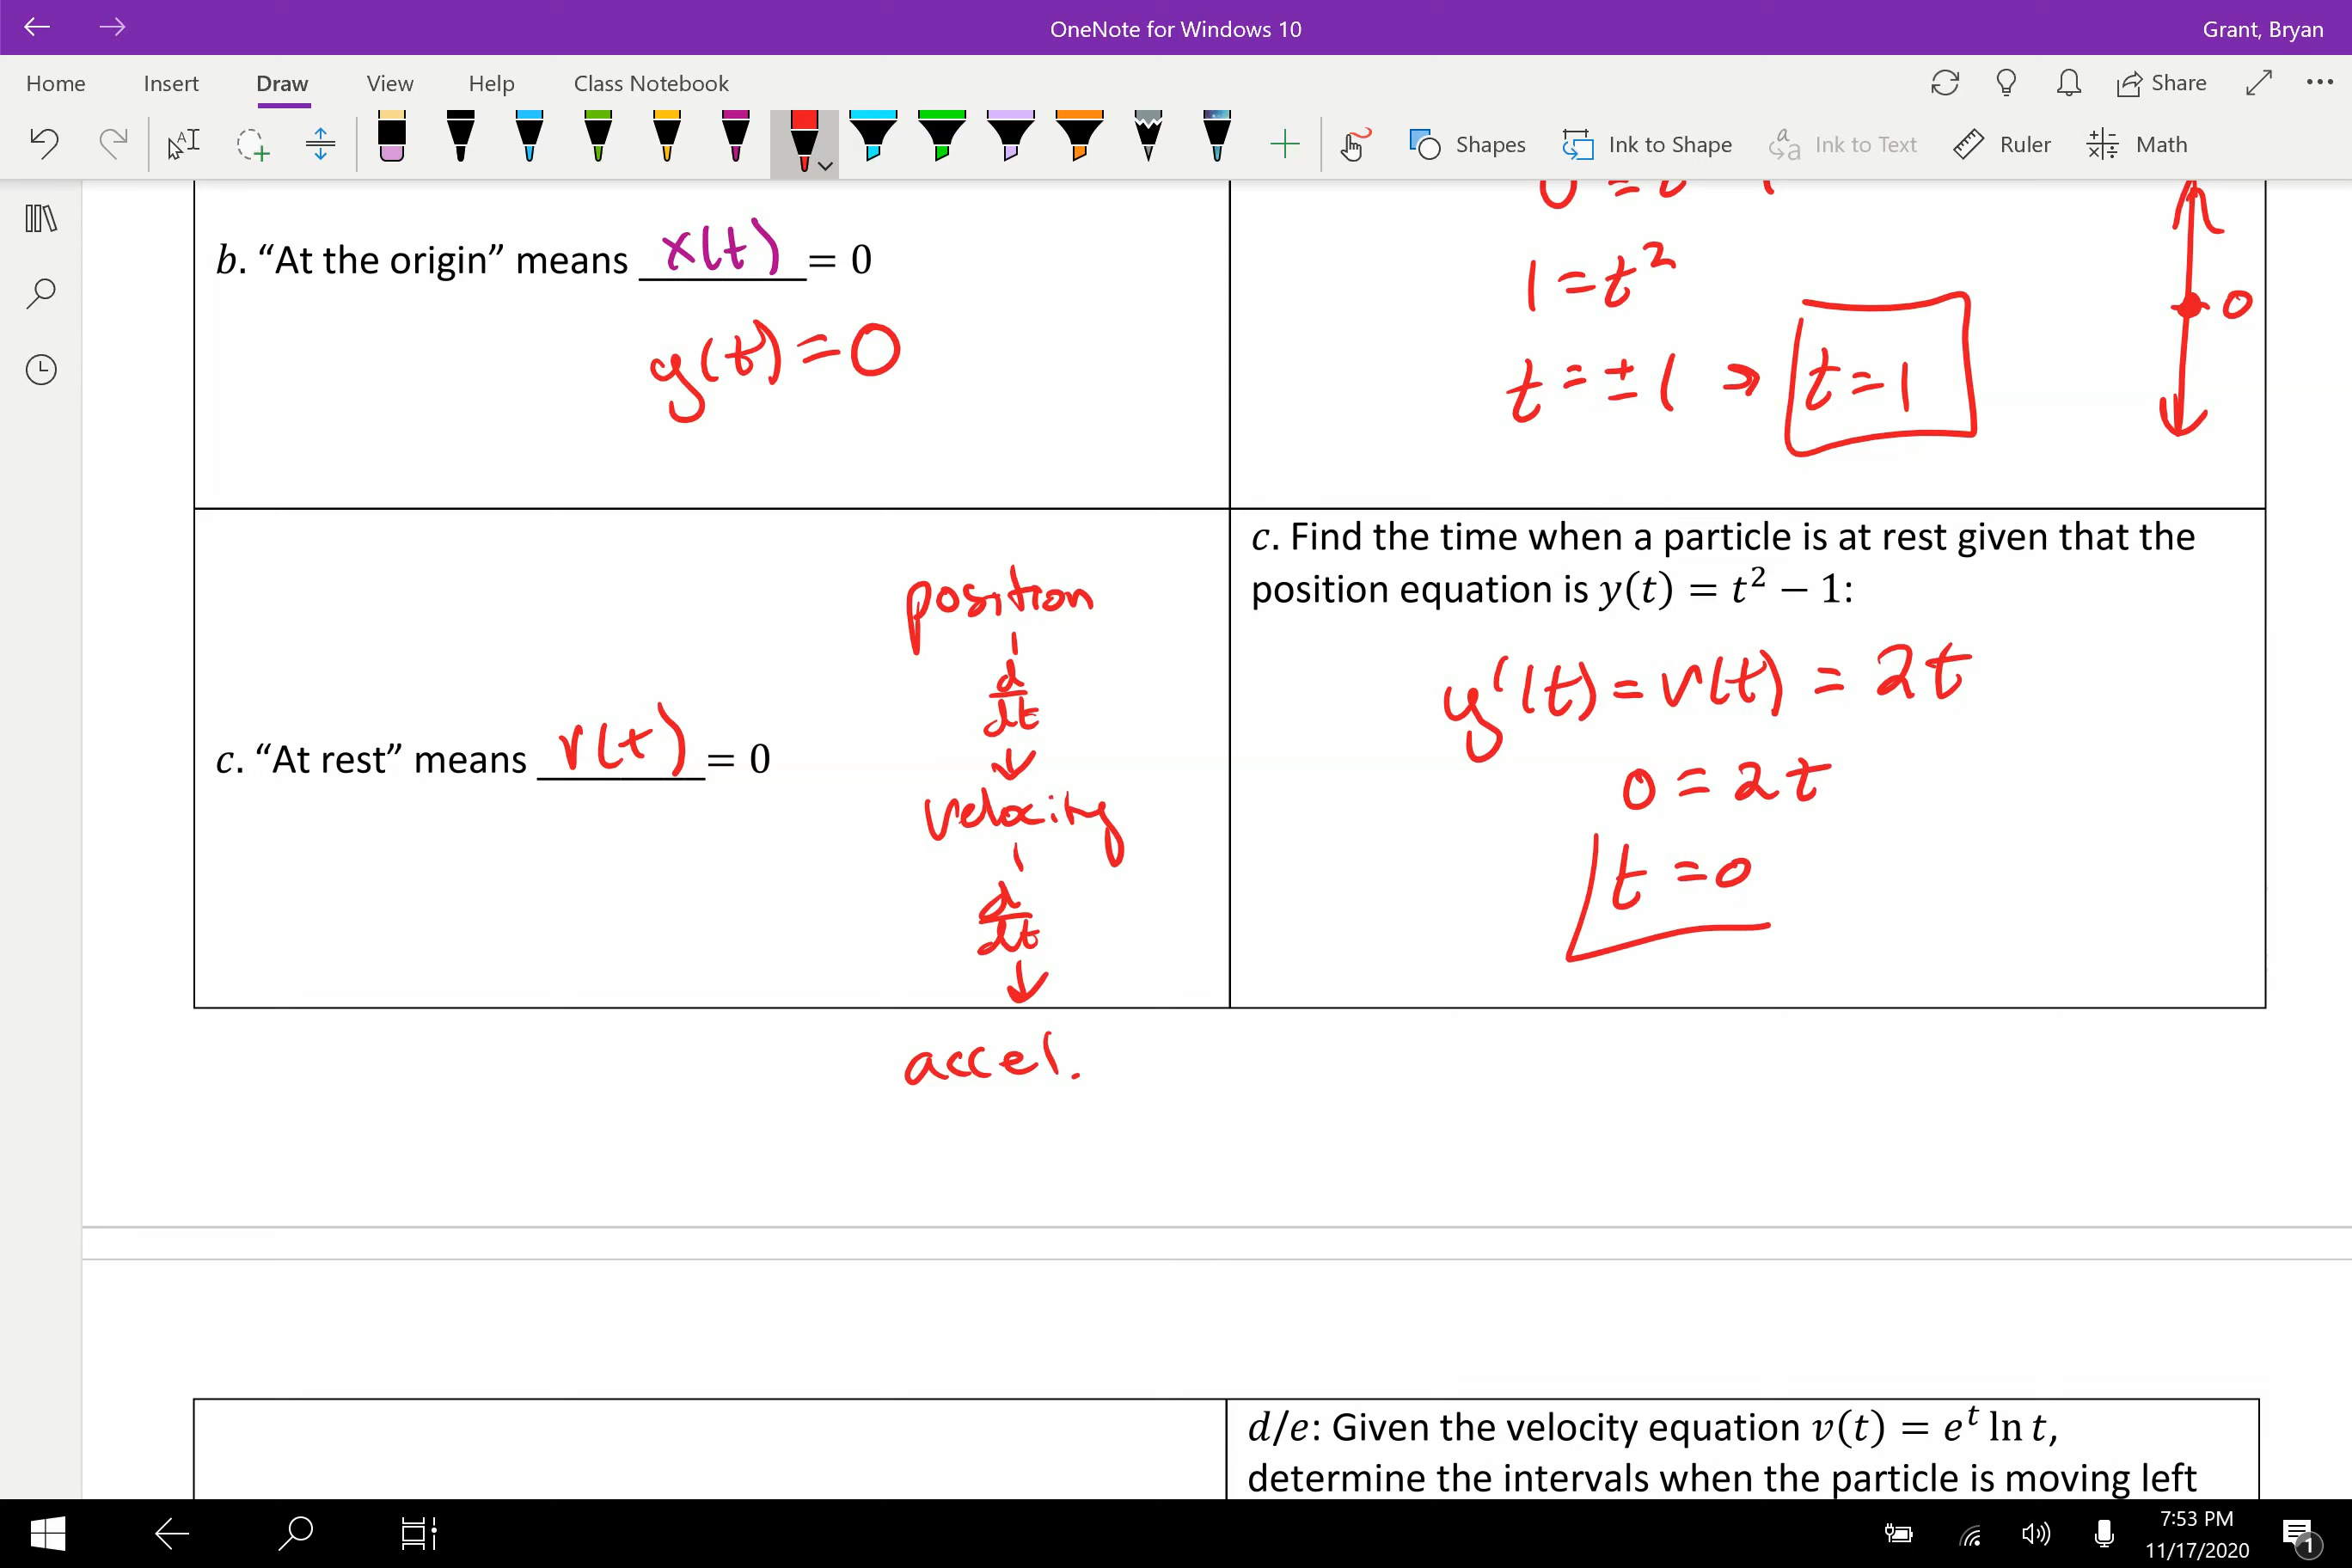 OneNote for Windows 10
Grant, Bryan
Home Insert Draw View Help Class Notebook Share
Shapes Ink to Shape Ink to Text Ruler Math
b. “At the origin” means x(t) = 0
y(t) = 0
1 = t²
t = ± 1 → t = 1
0
c. “At rest” means v(t) = 0
position
d/dt
velocity
d/dt
accel.
c. Find the time when a particle is at rest given that the
position equation is y(t) = t² − 1:
y'(t) = v(t) = 2t
0 = 2t
t = 0
d/e: Given the velocity equation v(t) = eᵗ ln t,
determine the intervals when the particle is moving left
7:53 PM
11/17/2020
1